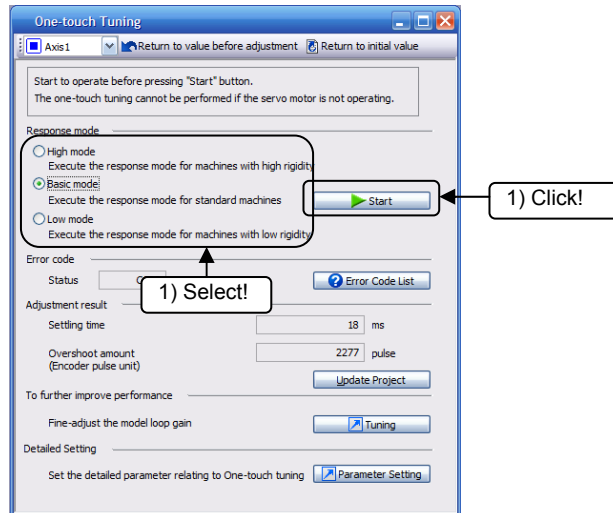 One-touch Tuning
Axis1 Return to value before adjustment Return to initial value
Start to operate before pressing "Start" button.
The one-touch tuning cannot be performed if the servo motor is not operating.
Response mode
High mode
Execute the response mode for machines with high rigidity
Basic mode
Execute the response mode for standard machines
Start
1) Click!
Low mode
Execute the response mode for machines with low rigidity
Error code
Status
1) Select!
Error Code List
Adjustment result
Settling time 18 ms
Overshoot amount 2277 pulse
(Encoder pulse unit)
Update Project
To further improve performance
Fine-adjust the model loop gain Tuning
Detailed Setting
Set the detailed parameter relating to One-touch tuning Parameter Setting